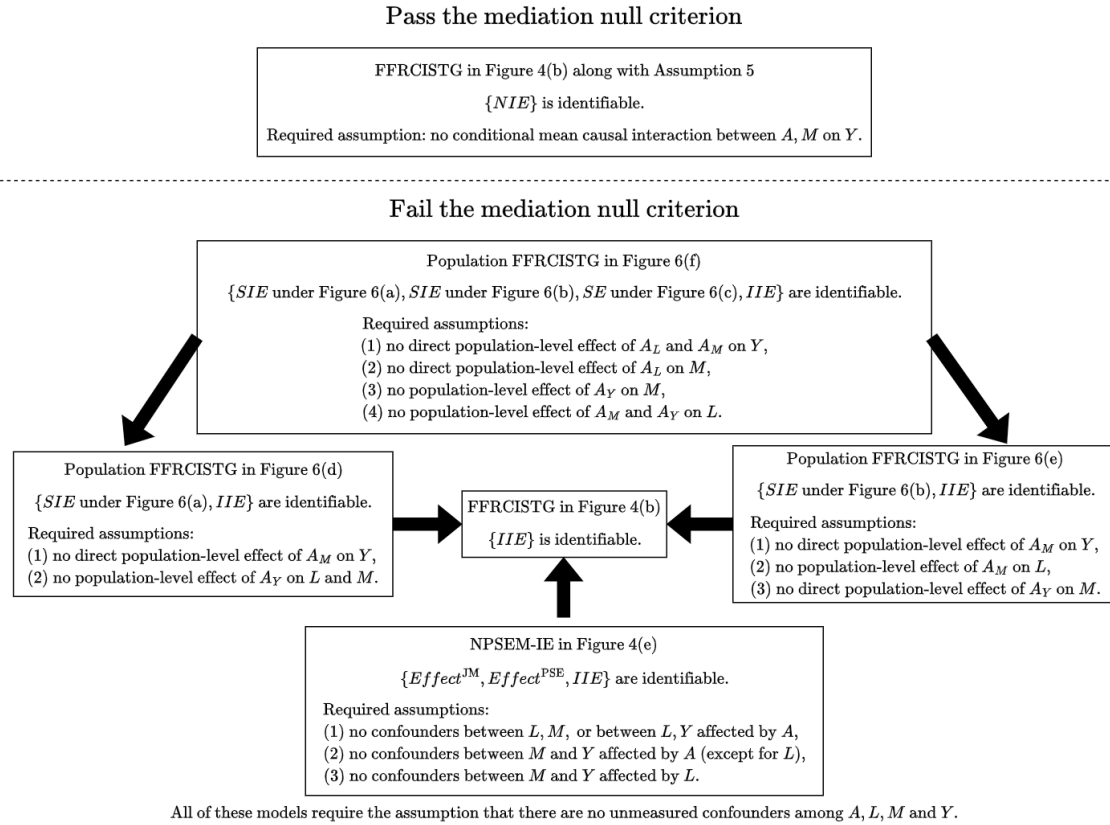 Pass the mediation null criterion
FFRCISTG in Figure 4(b) along with Assumption 5
{NIE} is identifiable.
Required assumption: no conditional mean causal interaction between A, M on Y.
Fail the mediation null criterion
Population FFRCISTG in Figure 6(f)
{SIE under Figure 6(a), SIE under Figure 6(b), SE under Figure 6(c), IIE} are identifiable.
Required assumptions:
(1) no direct population-level effect of A_L and A_M on Y,
(2) no direct population-level effect of A_L on M,
(3) no population-level effect of A_Y on M,
(4) no population-level effect of A_M and A_Y on L.
Population FFRCISTG in Figure 6(d)
{SIE under Figure 6(a), IIE} are identifiable.
Required assumptions:
(1) no direct population-level effect of A_M on Y,
(2) no population-level effect of A_Y on L and M.
FFRCISTG in Figure 4(b)
{IIE} is identifiable.
Population FFRCISTG in Figure 6(e)
{SIE under Figure 6(b), IIE} are identifiable.
Required assumptions:
(1) no direct population-level effect of A_M on Y,
(2) no population-level effect of A_M on L,
(3) no direct population-level effect of A_Y on M.
NPSEM-IE in Figure 4(e)
{Effect^JM, Effect^PSE, IIE} are identifiable.
Required assumptions:
(1) no confounders between L, M, or between L, Y affected by A,
(2) no confounders between M and Y affected by A (except for L),
(3) no confounders between M and Y affected by L.
All of these models require the assumption that there are no unmeasured confounders among A, L, M and Y.